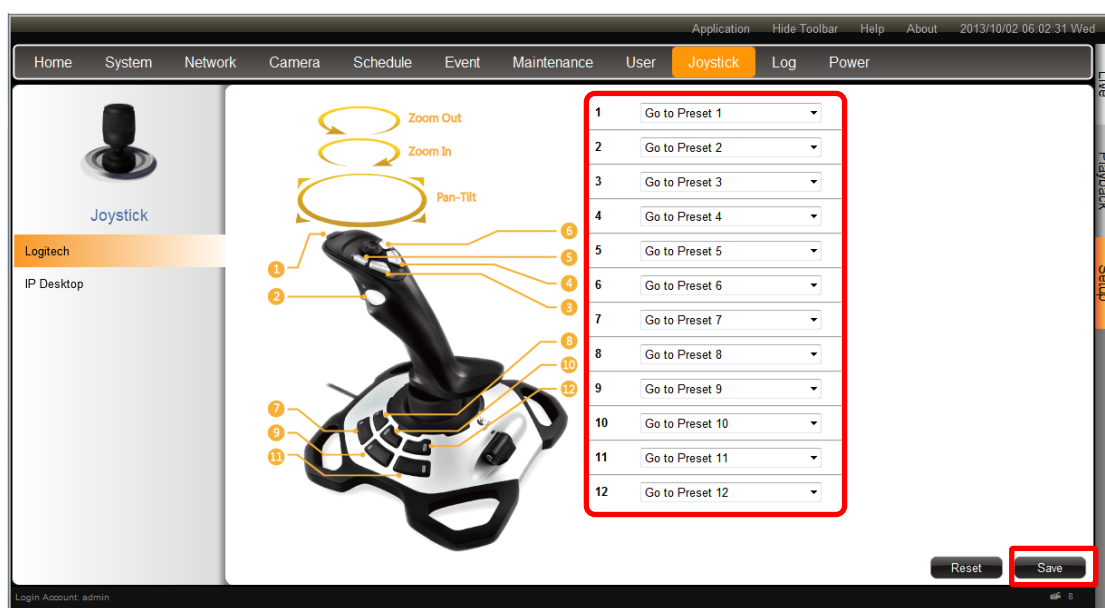 Application Hide Toolbar Help About 2013/10/02 06:02:31 Wed
Home System Network Camera Schedule Event Maintenance User Joystick Log Power
Live
Playback
Setup
Joystick
Logitech
IP Desktop
Zoom Out
Zoom In
Pan-Tilt
6
5
1
4
2
3
8
10
12
7
9
11
1 Go to Preset 1
2 Go to Preset 2
3 Go to Preset 3
4 Go to Preset 4
5 Go to Preset 5
6 Go to Preset 6
7 Go to Preset 7
8 Go to Preset 8
9 Go to Preset 9
10 Go to Preset 10
11 Go to Preset 11
12 Go to Preset 12
Reset Save
Login Account: admin 8